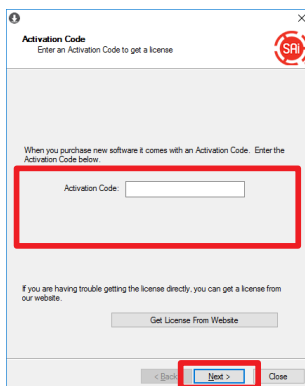 Activation Code
Enter an Activation Code to get a license
SAi
When you purchase new software it comes with an Activation Code. Enter the
Activation Code below.
Activation Code:
If you are having trouble getting the license directly, you can get a license from
our website.
Get License From Website
< Back
Next >
Close